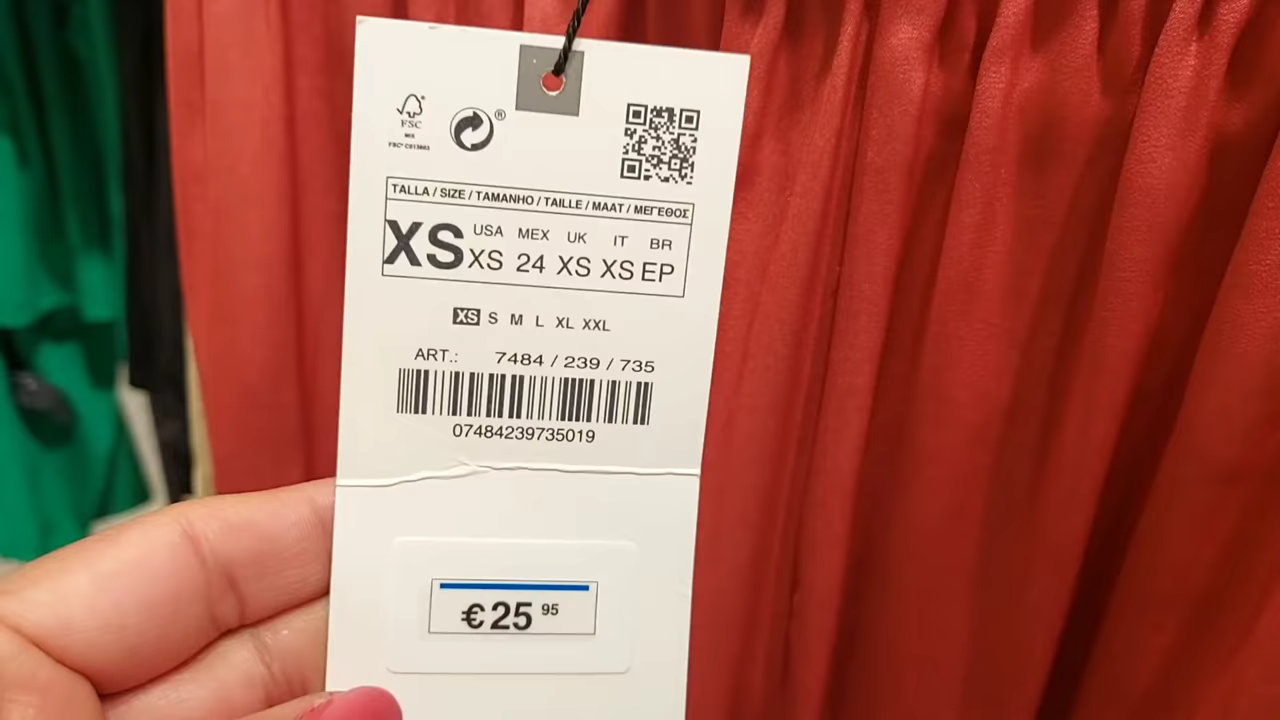 FSC
MIX
®
TALLA / SIZE / TAMANHO / TAILLE / MAAT / ΜΕΓΕΘΟΣ
XS
USA MEX UK IT BR
XS 24 XS XS EP
XS S M L XL XXL
ART.: 7484 / 239 / 735
07484239735019
€25 95